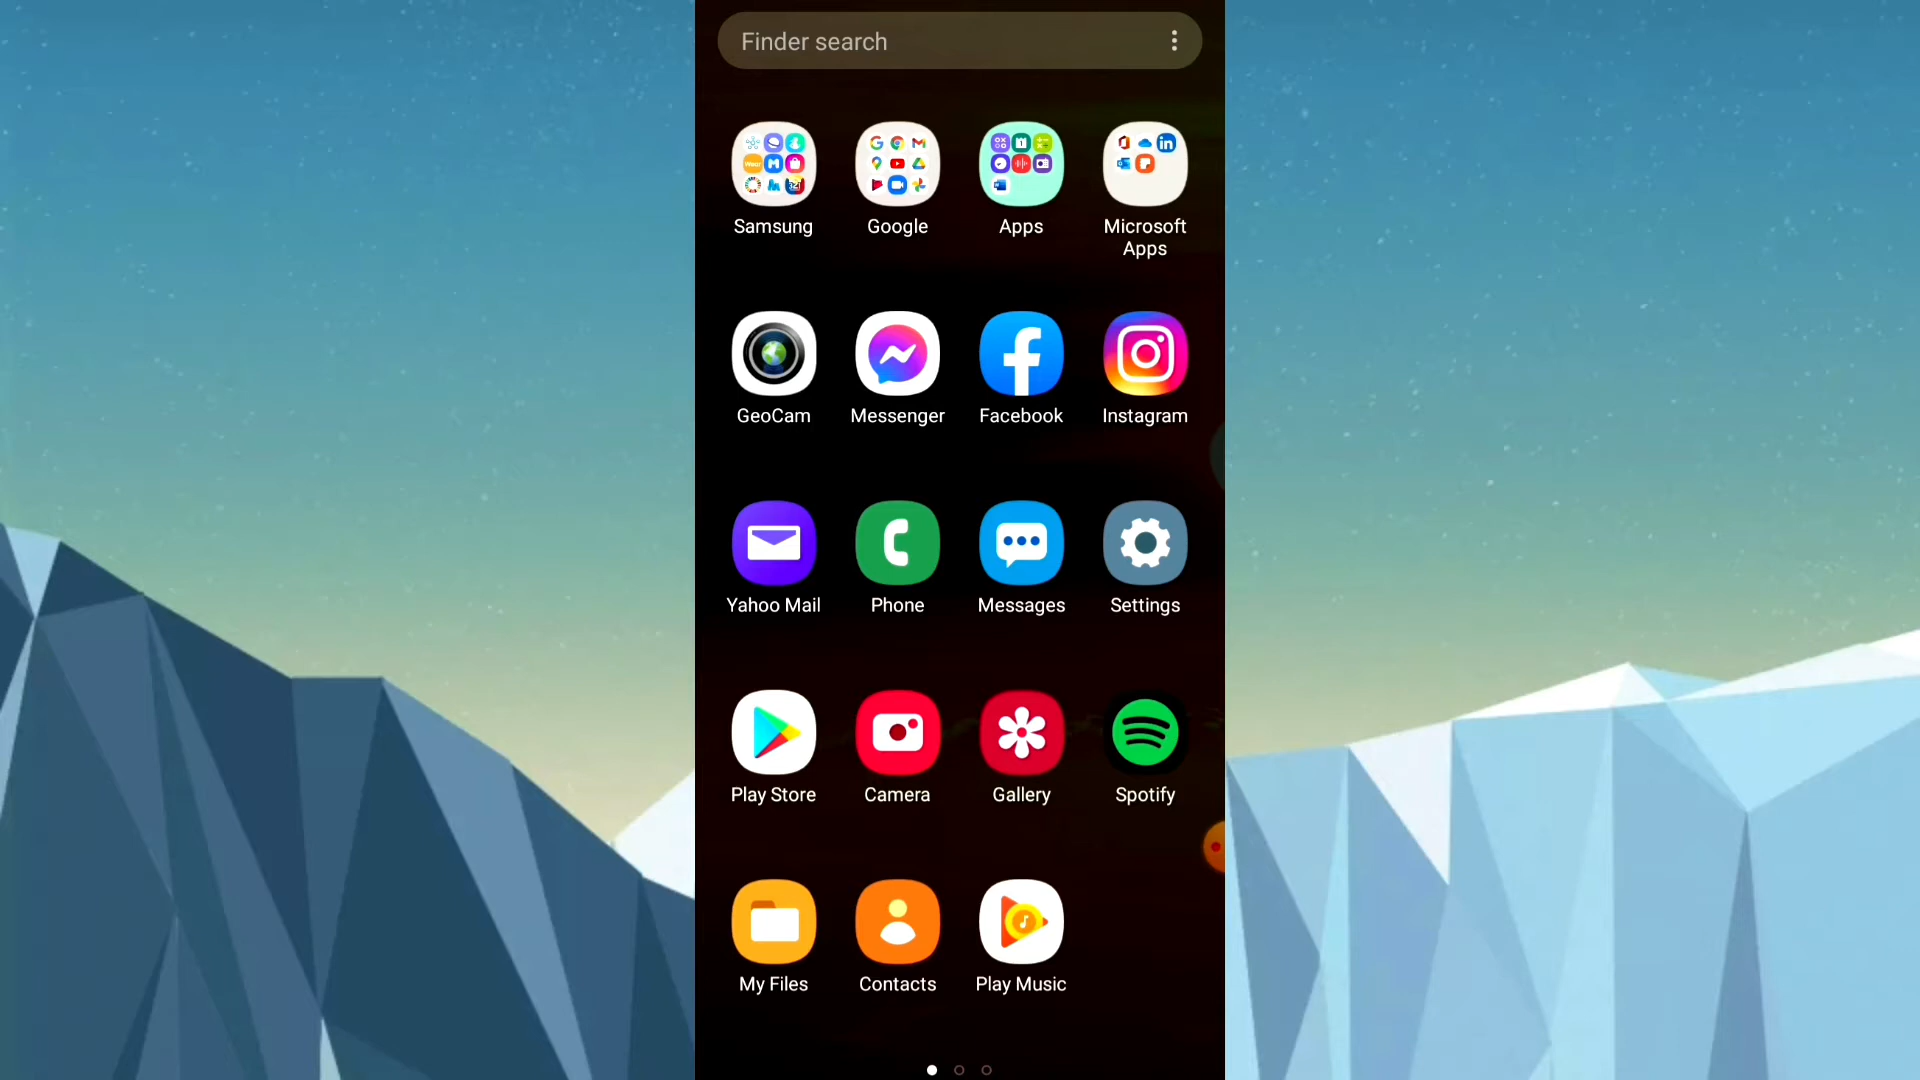 Finder search
Samsung
Google
Apps
Microsoft
Apps
GeoCam
Messenger
Facebook
Instagram
Yahoo Mail
Phone
Messages
Settings
Play Store
Camera
Gallery
Spotify
My Files
Contacts
Play Music